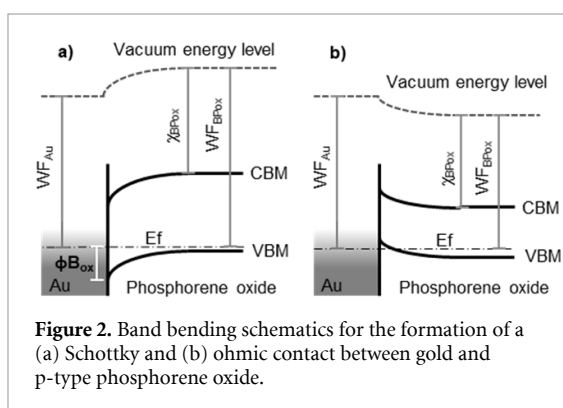 a)
Vacuum energy level
WF_Au
χBPox
WF_BPox
CBM
Ef
VBM
ϕB_ox
Au
Phosphorene oxide
b)
Vacuum energy level
WF_Au
χBPox
WF_BPox
CBM
Ef
VBM
Au
Phosphorene oxide
Figure 2. Band bending schematics for the formation of a
(a) Schottky and (b) ohmic contact between gold and
p-type phosphorene oxide.